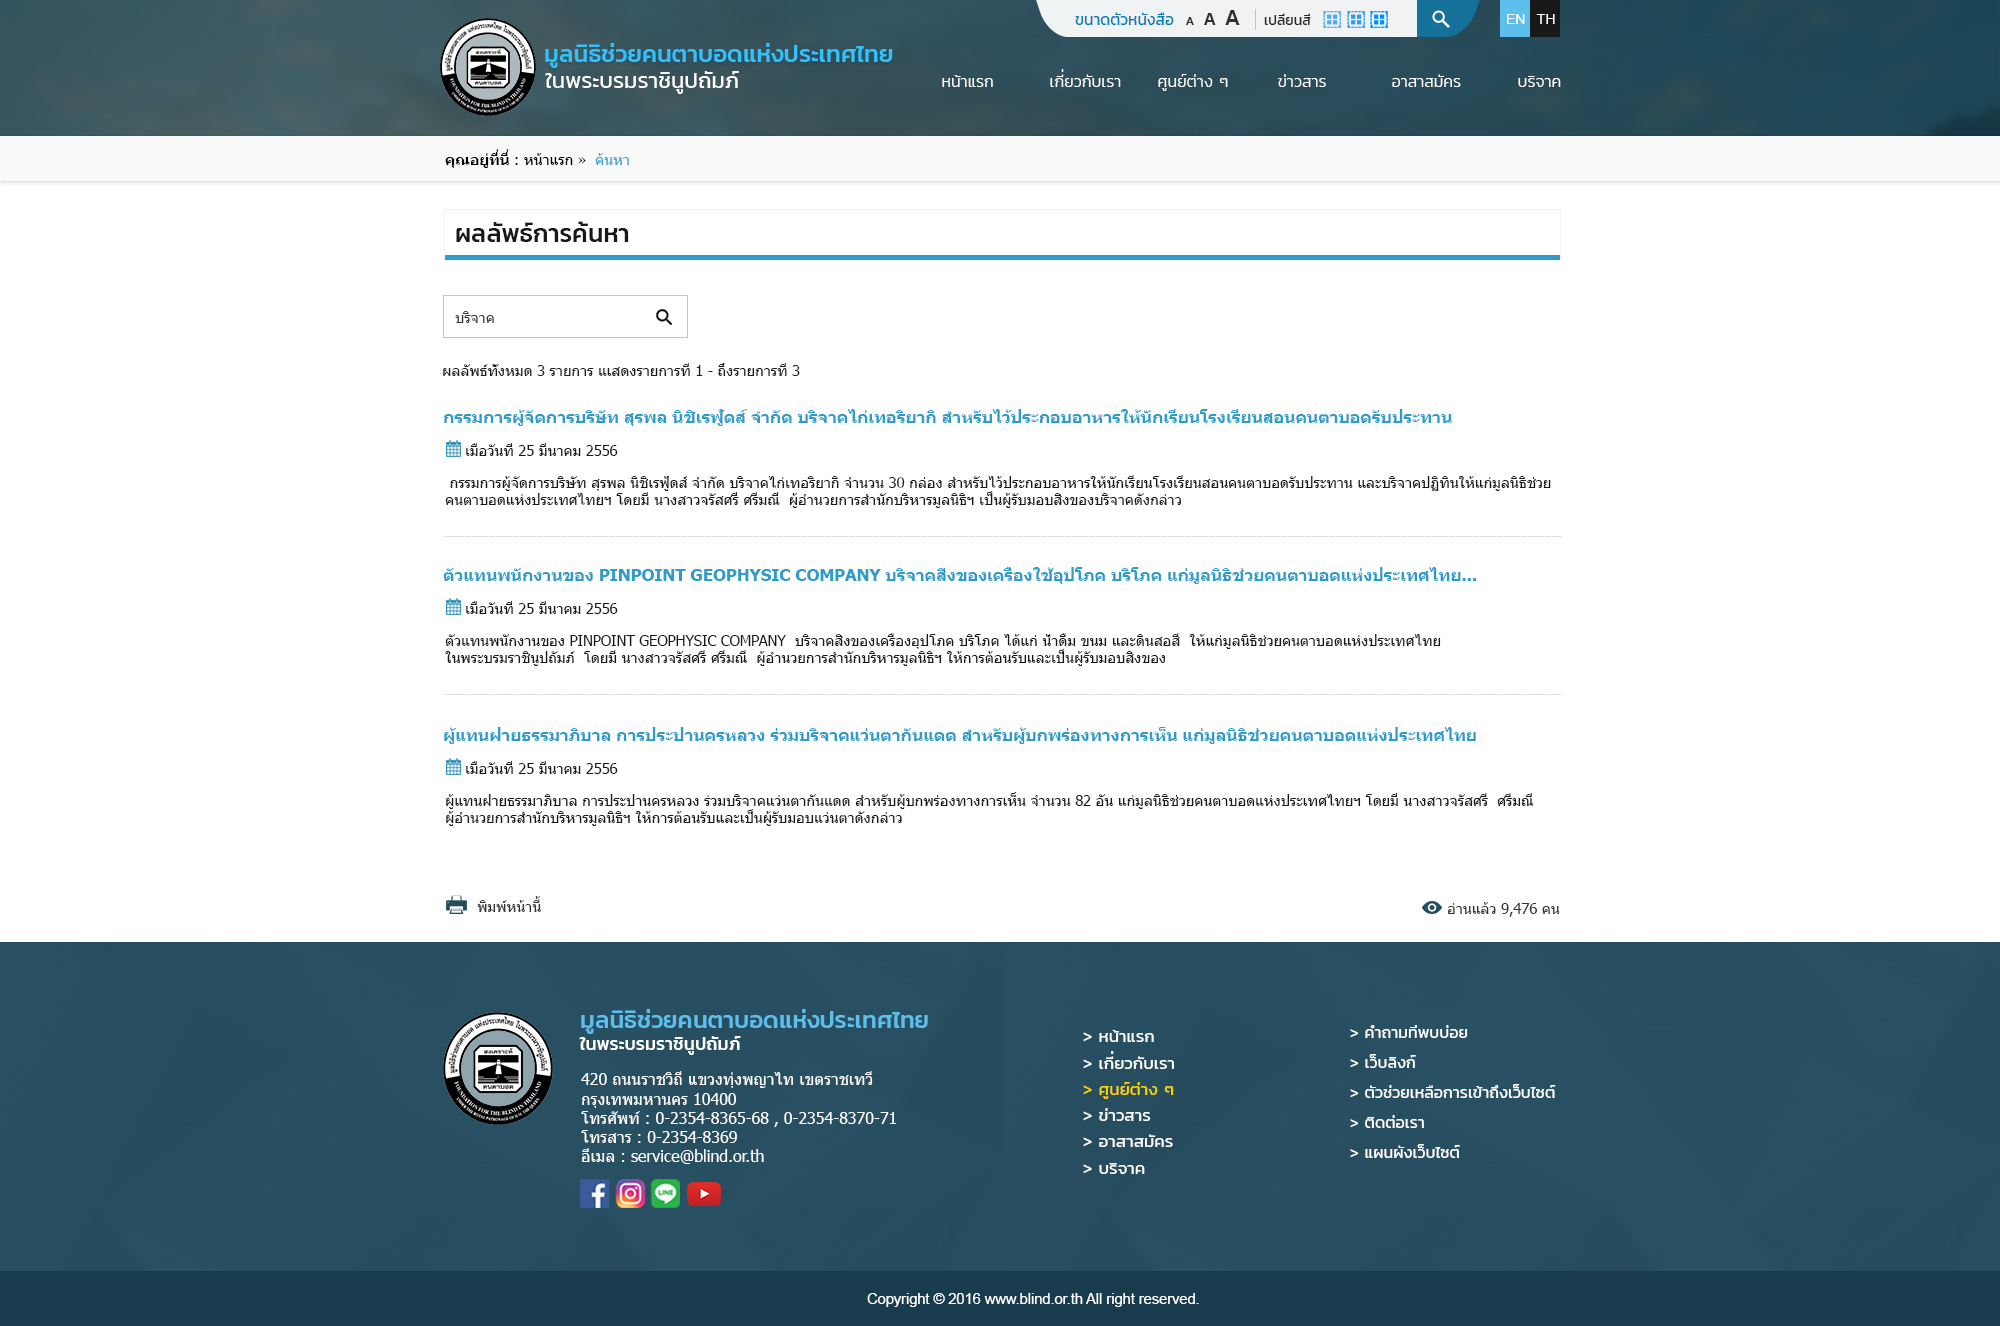 ขนาดตัวหนังสือ A A A เปลี่ยนสี EN TH
มูลนิธิช่วยคนตาบอดแห่งประเทศไทย
ในพระบรมราชินูปถัมภ์
หน้าแรก เกี่ยวกับเรา ศูนย์ต่าง ๆ ข่าวสาร อาสาสมัคร บริจาค
คุณอยู่ที่นี่ : หน้าแรก » ค้นหา
ผลลัพธ์การค้นหา
บริจาค
ผลลัพธ์ทั้งหมด 3 รายการ แสดงรายการที่ 1 - ถึงรายการที่ 3
กรรมการผู้จัดการบริษัท สุรพล นิชิเรฟู้ดส์ จำกัด บริจาคไก่เทอริยากิ สำหรับไว้ประกอบอาหารให้นักเรียนโรงเรียนสอนคนตาบอดรับประทาน
เมื่อวันที่ 25 มีนาคม 2556
กรรมการผู้จัดการบริษัท สุรพล นิชิเรฟู้ดส์ จำกัด บริจาคไก่เทอริยากิ จำนวน 30 กล่อง สำหรับไว้ประกอบอาหารให้นักเรียนโรงเรียนสอนคนตาบอดรับประทาน และบริจาคปฏิทินให้แก่มูลนิธิช่วย
คนตาบอดแห่งประเทศไทยฯ โดยมี นางสาวจรัสศรี ศรีมณี ผู้อำนวยการสำนักบริหารมูลนิธิฯ เป็นผู้รับมอบสิ่งของบริจาคดังกล่าว
ตัวแทนพนักงานของ PINPOINT GEOPHYSIC COMPANY บริจาคสิ่งของเครื่องใช้อุปโภค บริโภค แก่มูลนิธิช่วยคนตาบอดแห่งประเทศไทย...
เมื่อวันที่ 25 มีนาคม 2556
ตัวแทนพนักงานของ PINPOINT GEOPHYSIC COMPANY บริจาคสิ่งของเครื่องอุปโภค บริโภค ได้แก่ น้ำดื่ม ขนม และดินสอสี ให้แก่มูลนิธิช่วยคนตาบอดแห่งประเทศไทย
ในพระบรมราชินูปถัมภ์ โดยมี นางสาวจรัสศรี ศรีมณี ผู้อำนวยการสำนักบริหารมูลนิธิฯ ให้การต้อนรับและเป็นผู้รับมอบสิ่งของ
ผู้แทนฝ่ายธรรมาภิบาล การประปานครหลวง ร่วมบริจาคแว่นตากันแดด สำหรับผู้บกพร่องทางการเห็น แก่มูลนิธิช่วยคนตาบอดแห่งประเทศไทย
เมื่อวันที่ 25 มีนาคม 2556
ผู้แทนฝ่ายธรรมาภิบาล การประปานครหลวง ร่วมบริจาคแว่นตากันแดด สำหรับผู้บกพร่องทางการเห็น จำนวน 82 อัน แก่มูลนิธิช่วยคนตาบอดแห่งประเทศไทยฯ โดยมี นางสาวจรัสศรี ศรีมณี
ผู้อำนวยการสำนักบริหารมูลนิธิฯ ให้การต้อนรับและเป็นผู้รับมอบแว่นตาดังกล่าว
พิมพ์หน้านี้
อ่านแล้ว 9,476 คน
มูลนิธิช่วยคนตาบอดแห่งประเทศไทย
ในพระบรมราชินูปถัมภ์
420 ถนนราชวิถี แขวงทุ่งพญาไท เขตราชเทวี
กรุงเทพมหานคร 10400
โทรศัพท์ : 0-2354-8365-68 , 0-2354-8370-71
โทรสาร : 0-2354-8369
อีเมล : service@blind.or.th
LINE
> หน้าแรก
> เกี่ยวกับเรา
> ศูนย์ต่าง ๆ
> ข่าวสาร
> อาสาสมัคร
> บริจาค
> คำถามที่พบบ่อย
> เว็บลิงก์
> ตัวช่วยเหลือการเข้าถึงเว็บไซต์
> ติดต่อเรา
> แผนผังเว็บไซต์
Copyright © 2016 www.blind.or.th All right reserved.